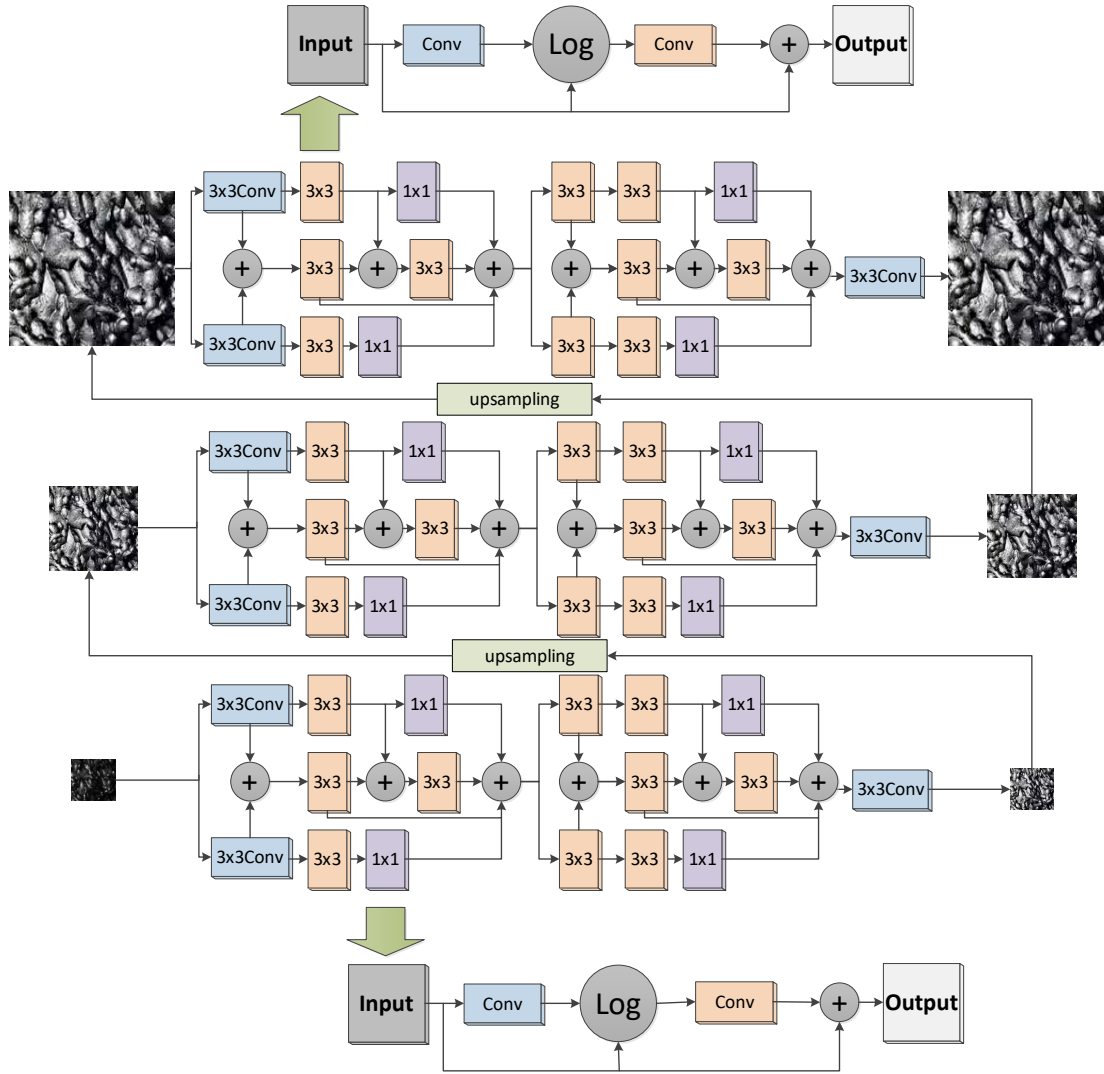 Input
Conv
Log
Conv
+
Output
3x3Conv
3x3
1x1
3x3
3x3
1x1
+
3x3
+
3x3
+
+
3x3
+
3x3
+
3x3Conv
3x3Conv
3x3
1x1
3x3
3x3
1x1
upsampling
3x3Conv
3x3
1x1
3x3
3x3
1x1
+
3x3
+
3x3
+
+
3x3
+
3x3
+
3x3Conv
3x3Conv
3x3
1x1
3x3
3x3
1x1
upsampling
3x3Conv
3x3
1x1
3x3
3x3
1x1
+
3x3
+
3x3
+
+
3x3
+
3x3
+
3x3Conv
3x3Conv
3x3
1x1
3x3
3x3
1x1
Input
Conv
Log
Conv
+
Output